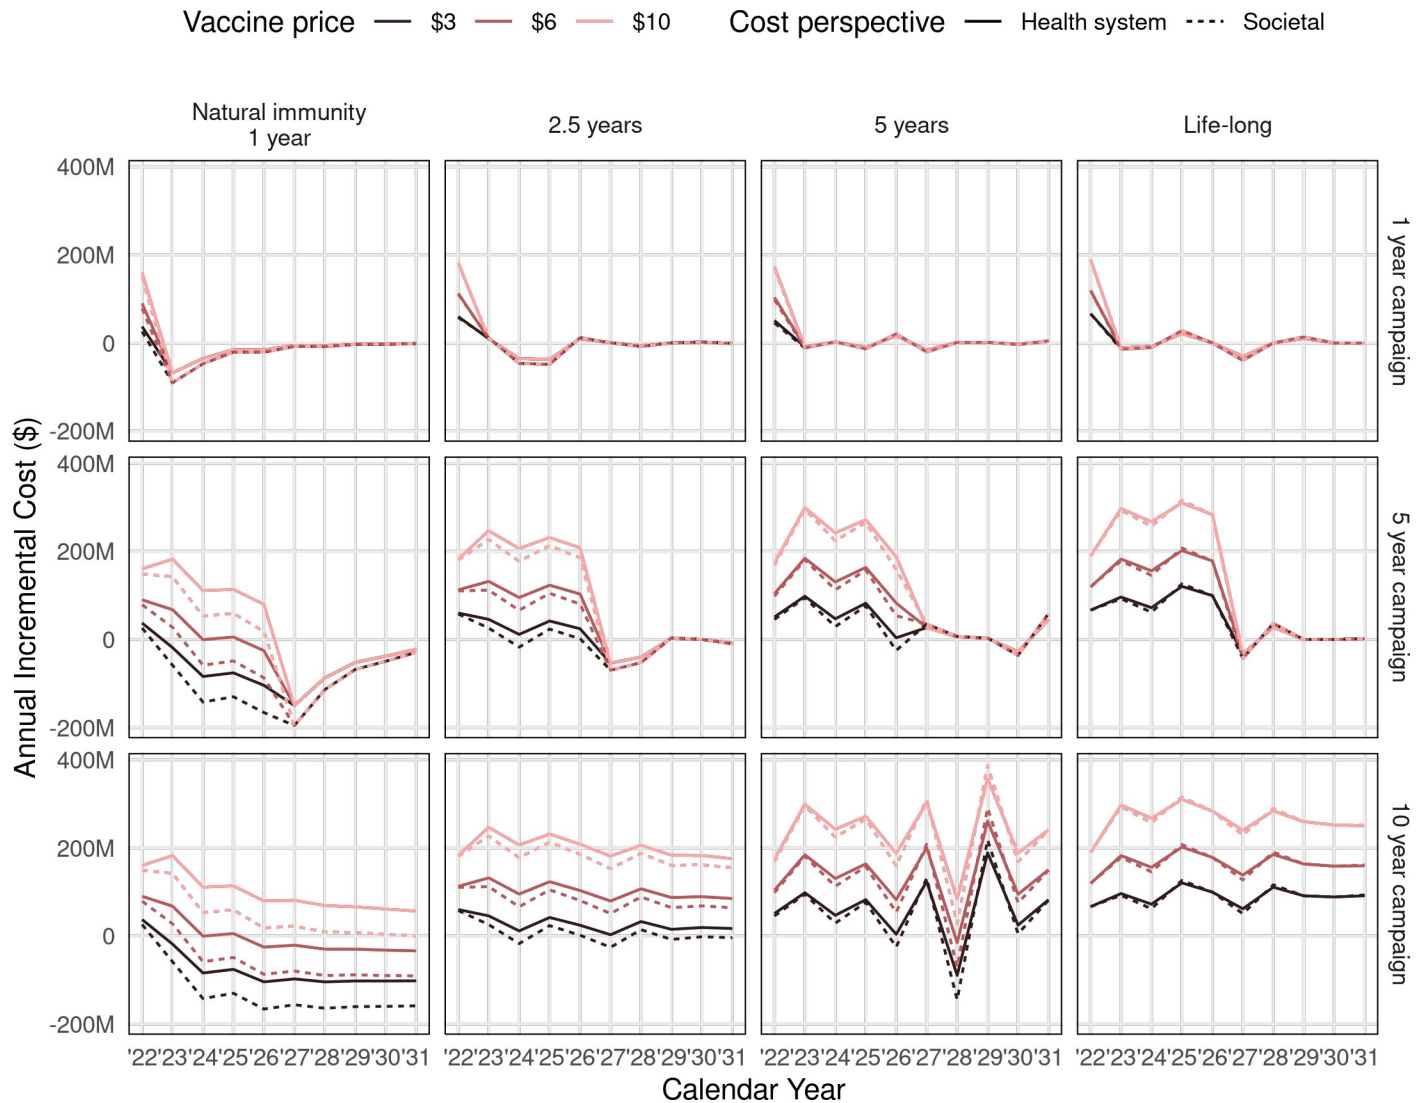 Vaccine price $3 $6 $10 Cost perspective Health system Societal
Natural immunity
1 year
2.5 years
5 years
Life-long
400M
200M
0
-200M
1 year campaign
400M
200M
0
-200M
5 year campaign
400M
200M
0
-200M
10 year campaign
Annual Incremental Cost ($)
'22'23'24'25'26'27'28'29'30'31
'22'23'24'25'26'27'28'29'30'31
'22'23'24'25'26'27'28'29'30'31
'22'23'24'25'26'27'28'29'30'31
Calendar Year